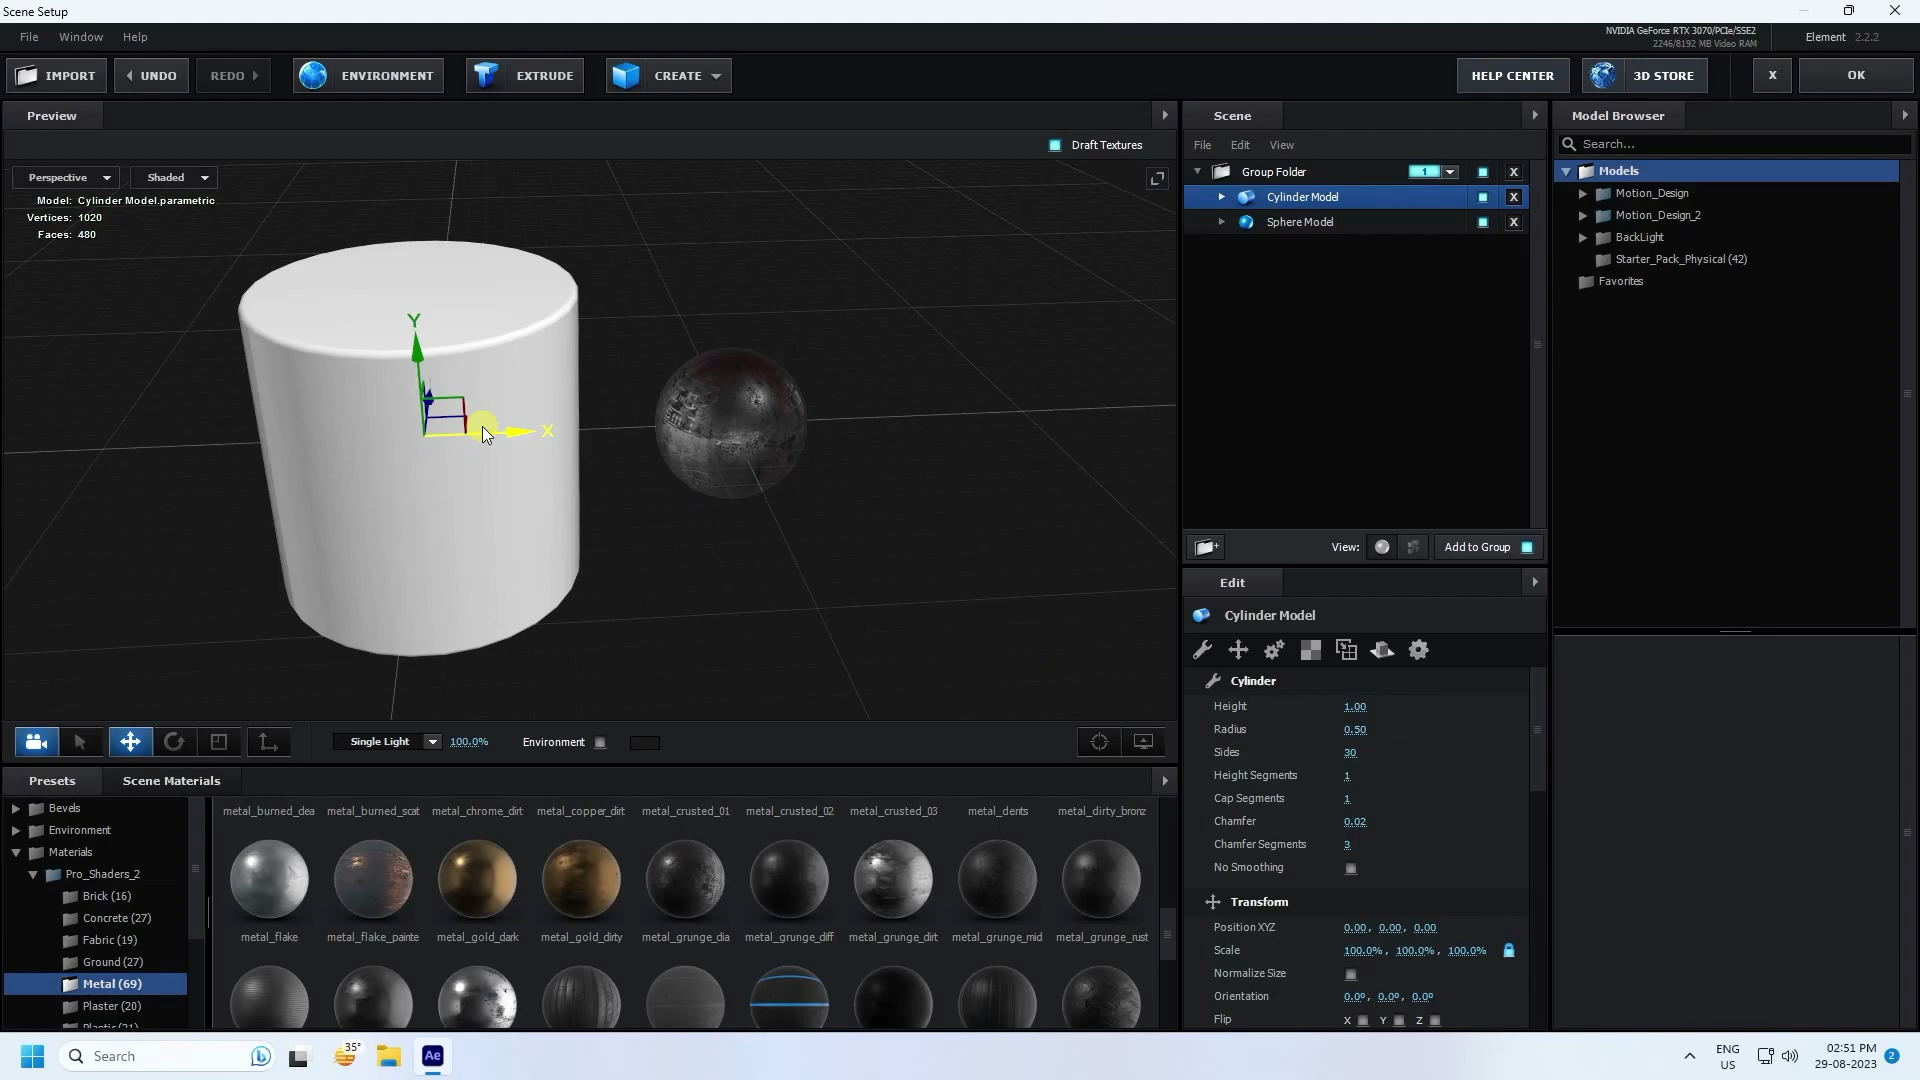 Scene Setup
File Window Help
NVIDIA GeForce RTX 3070/PCIe/SSE2
2246/8192 MB Video RAM
Element 2.2.2
IMPORT UNDO REDO ENVIRONMENT EXTRUDE CREATE HELP CENTER 3D STORE X OK
Preview
Draft Textures
Perspective Shaded
Model: Cylinder Model.parametric
Vertices: 1020
Faces: 480
Y
X
Scene
File Edit View
Group Folder 1 X
Cylinder Model X
Sphere Model X
View: Add to Group
Model Browser
Search...
Models
Motion_Design
Motion_Design_2
BackLight
Starter_Pack_Physical (42)
Favorites
Edit
Cylinder Model
Cylinder
Height 1.00
Radius 0.50
Sides 30
Height Segments 1
Cap Segments 1
Chamfer 0.02
Chamfer Segments 3
No Smoothing
Transform
Position XYZ 0.00, 0.00, 0.00
Scale 100.0%, 100.0%, 100.0%
Normalize Size
Orientation 0.0°, 0.0°, 0.0°
Flip X Y Z
Single Light 100.0% Environment
Presets Scene Materials
Bevels
Environment
Materials
Pro_Shaders_2
Brick (16)
Concrete (27)
Fabric (19)
Ground (27)
Metal (69)
Plaster (20)
Plastic (21)
metal_burned_dea metal_burned_scat metal_chrome_dirt metal_copper_dirt metal_crusted_01 metal_crusted_02 metal_crusted_03 metal_dents metal_dirty_bronz
metal_flake metal_flake_painte metal_gold_dark metal_gold_dirty metal_grunge_dia metal_grunge_diff metal_grunge_dirt metal_grunge_mid metal_grunge_rust
Search 35° Ae ENG
US
02:51 PM
29-08-2023
2